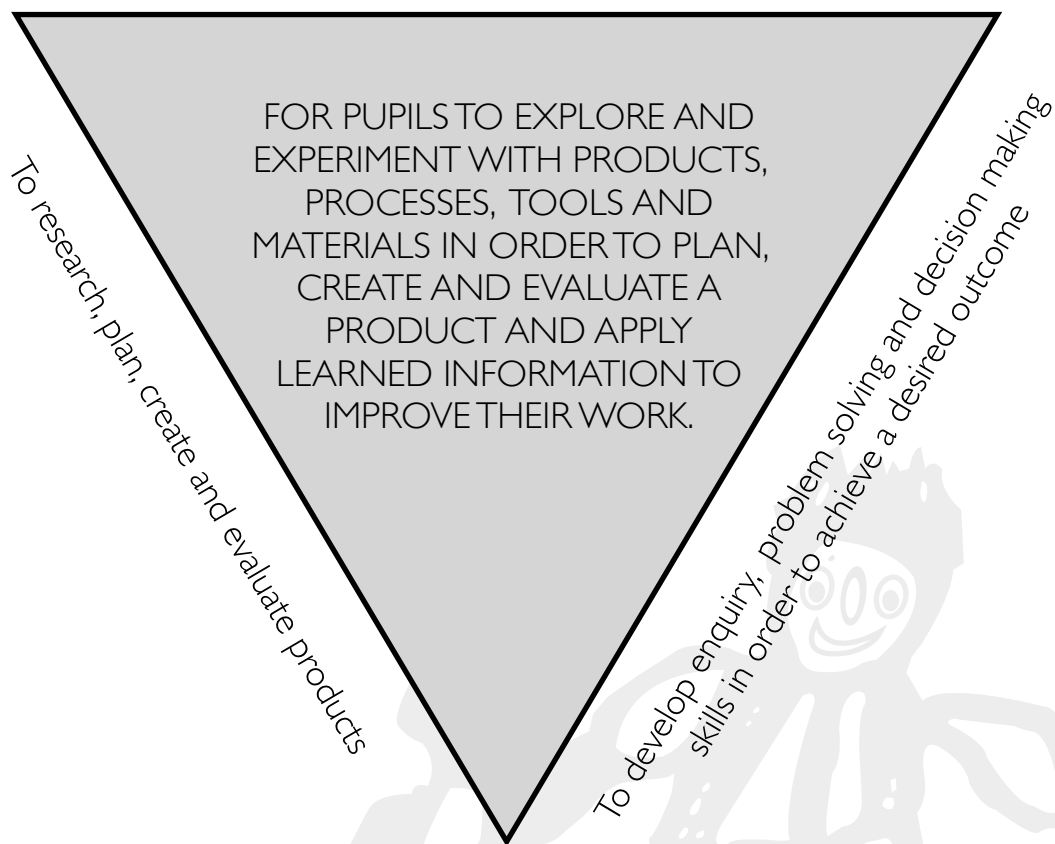 FOR PUPILS TO EXPLORE AND
EXPERIMENT WITH PRODUCTS,
PROCESSES, TOOLS AND
MATERIALS IN ORDER TO PLAN,
CREATE AND EVALUATE A
PRODUCT AND APPLY
LEARNED INFORMATION TO
IMPROVE THEIR WORK.
To research, plan, create and evaluate products
To develop enquiry, problem solving and decision making
skills in order to achieve a desired outcome